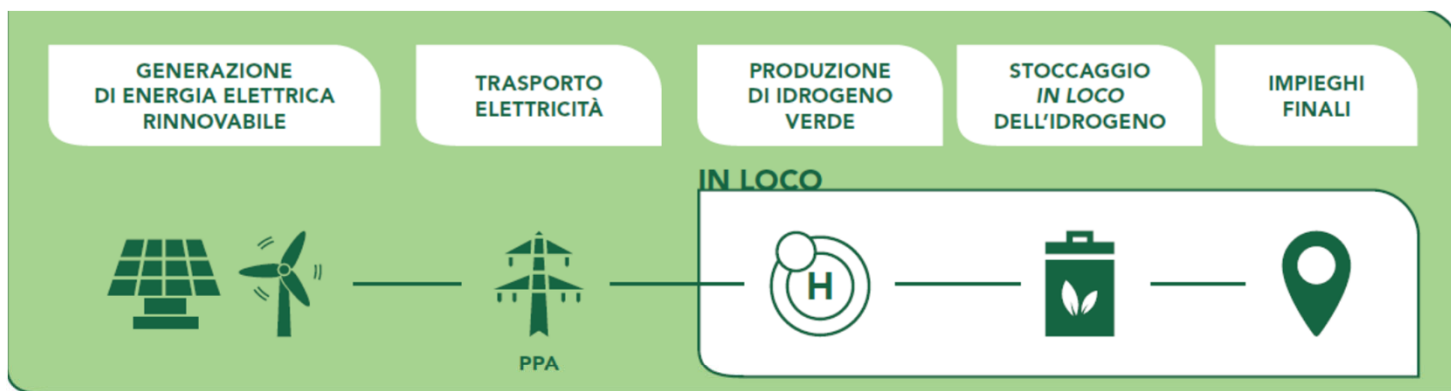 GENERAZIONE
DI ENERGIA ELETTRICA
RINNOVABILE
TRASPORTO
ELETTRICITÀ
PRODUZIONE
DI IDROGENO
VERDE
STOCCAGGIO
IN LOCO
DELL'IDROGENO
IMPIEGHI
FINALI
IN LOCO
H
PPA